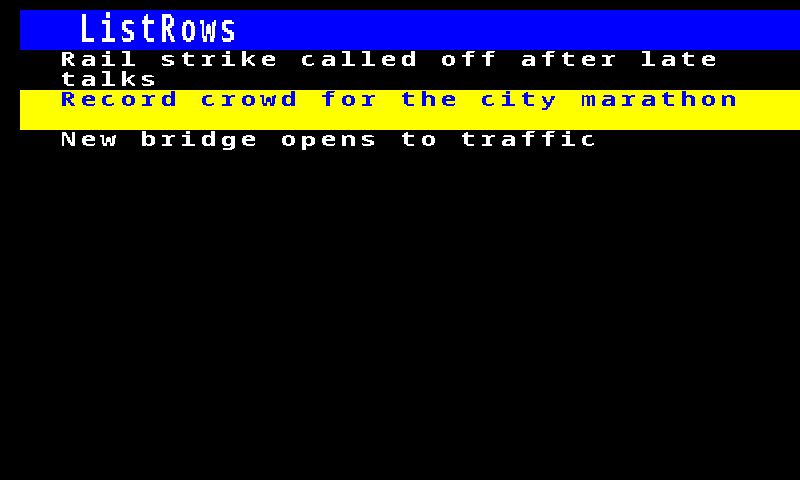 ListRows
Rail strike called off after late
talks
Record crowd for the city marathon
New bridge opens to traffic